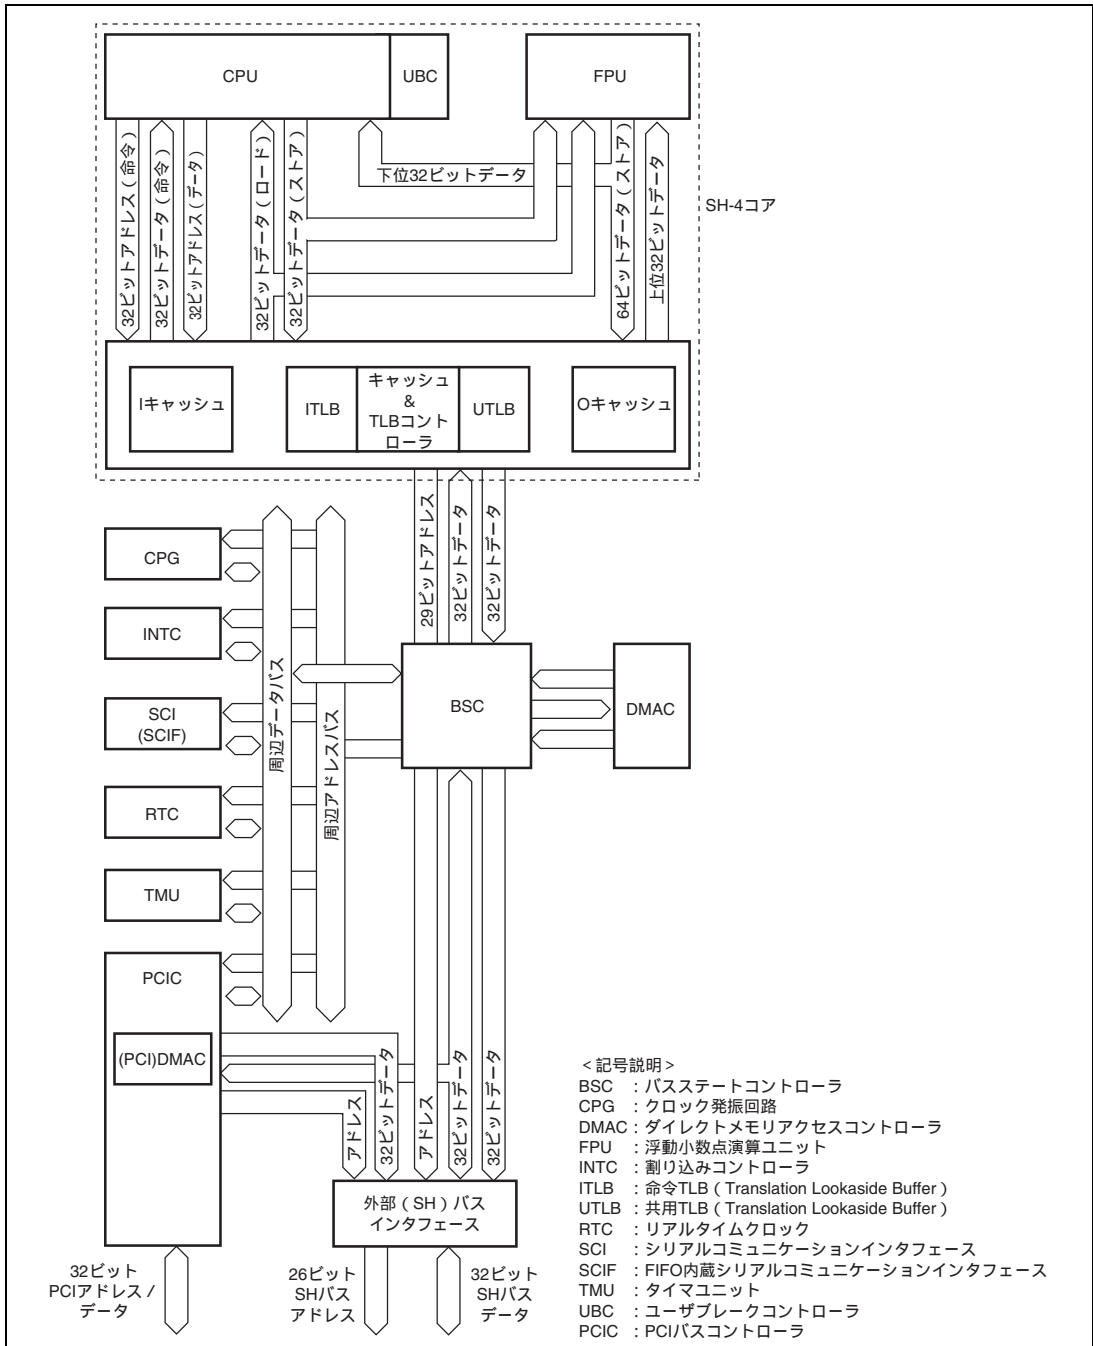 CPU
UBC
FPU
32ビットアドレス（命令）
32ビットデータ（命令）
32ビットアドレス（データ）
32ビットデータ（ロード）
32ビットデータ（ストア）
下位32ビットデータ
64ビットデータ（ストア）
上位32ビットデータ
SH-4コア
Iキャッシュ
ITLB
キャッシュ
&
TLBコント
ローラ
UTLB
Oキャッシュ
29ビットアドレス
32ビットデータ
32ビットデータ
CPG
INTC
SCI
(SCIF)
RTC
TMU
PCIC
(PCI)DMAC
周辺データバス
周辺アドレスバス
BSC
DMAC
アドレス
32ビットデータ
アドレス
32ビットデータ
32ビットデータ
外部（SH）バス
インタフェース
32ビット
PCIアドレス /
データ
26ビット
SHバス
アドレス
32ビット
SHバス
データ
＜記号説明＞
BSC ：バスステートコントローラ
CPG ：クロック発振回路
DMAC：ダイレクトメモリアクセスコントローラ
FPU ：浮動小数点演算ユニット
INTC ：割り込みコントローラ
ITLB ：命令TLB（Translation Lookaside Buffer）
UTLB ：共用TLB（Translation Lookaside Buffer）
RTC ：リアルタイムクロック
SCI ：シリアルコミュニケーションインタフェース
SCIF ：FIFO内蔵シリアルコミュニケーションインタフェース
TMU ：タイマユニット
UBC ：ユーザブレークコントローラ
PCIC ：PCIバスコントローラ